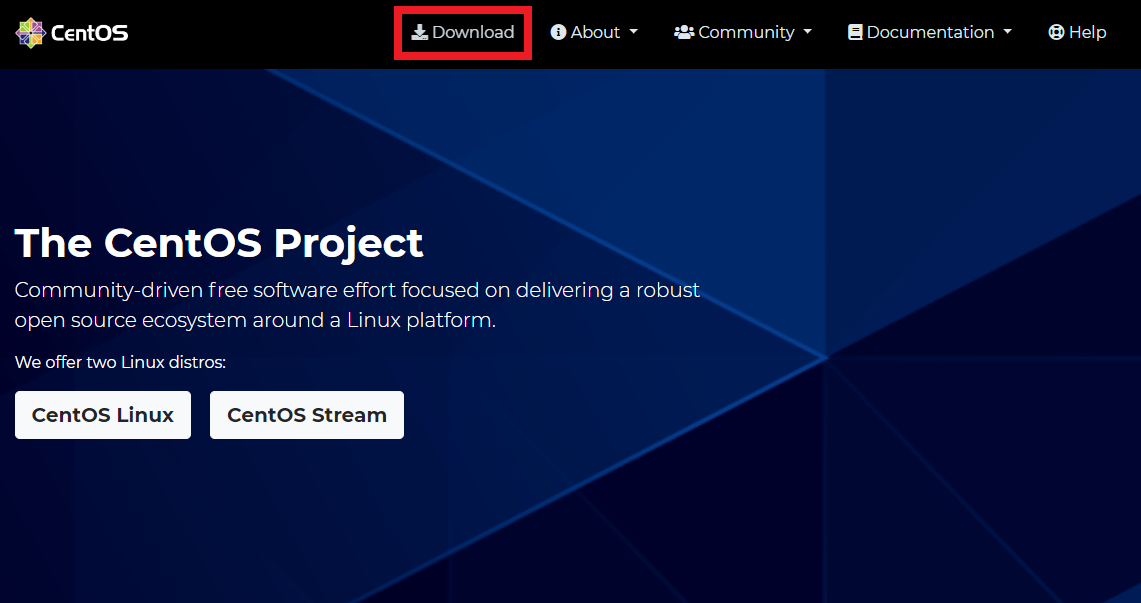 CentOS
Download
About
Community
Documentation
Help
The CentOS Project
Community-driven free software effort focused on delivering a robust
open source ecosystem around a Linux platform.
We offer two Linux distros:
CentOS Linux
CentOS Stream